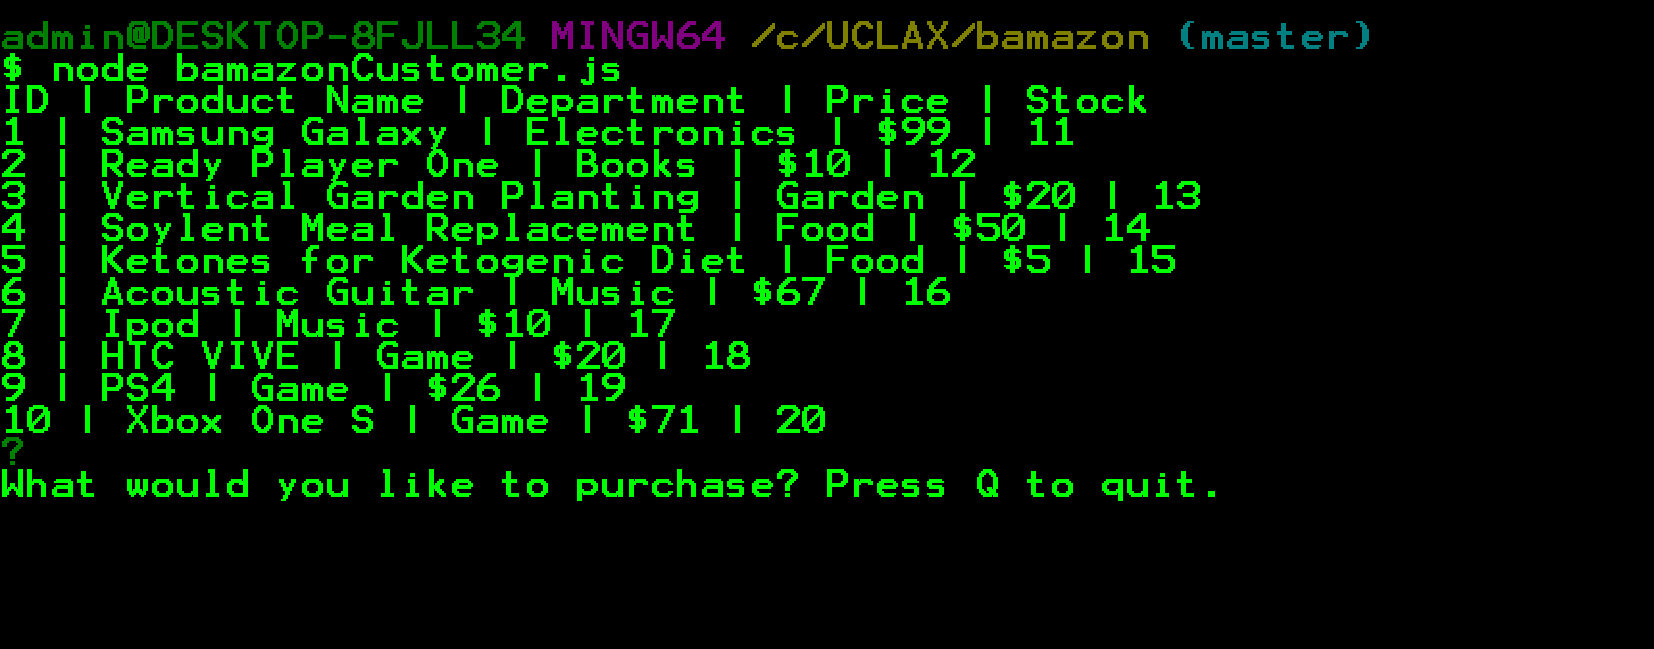 admin@DESKTOP-8FJLL34 MINGW64 /c/UCLAX/bamazon (master)
$ node bamazonCustomer.js
ID | Product Name | Department | Price | Stock
1 | Samsung Galaxy | Electronics | $99 | 11
2 | Ready Player One | Books | $10 | 12
3 | Vertical Garden Planting | Garden | $20 | 13
4 | Soylent Meal Replacement | Food | $50 | 14
5 | Ketones for Ketogenic Diet | Food | $5 | 15
6 | Acoustic Guitar | Music | $67 | 16
7 | Ipod | Music | $10 | 17
8 | HTC VIVE | Game | $20 | 18
9 | PS4 | Game | $26 | 19
10 | Xbox One S | Game | $71 | 20
?
What would you like to purchase? Press Q to quit.